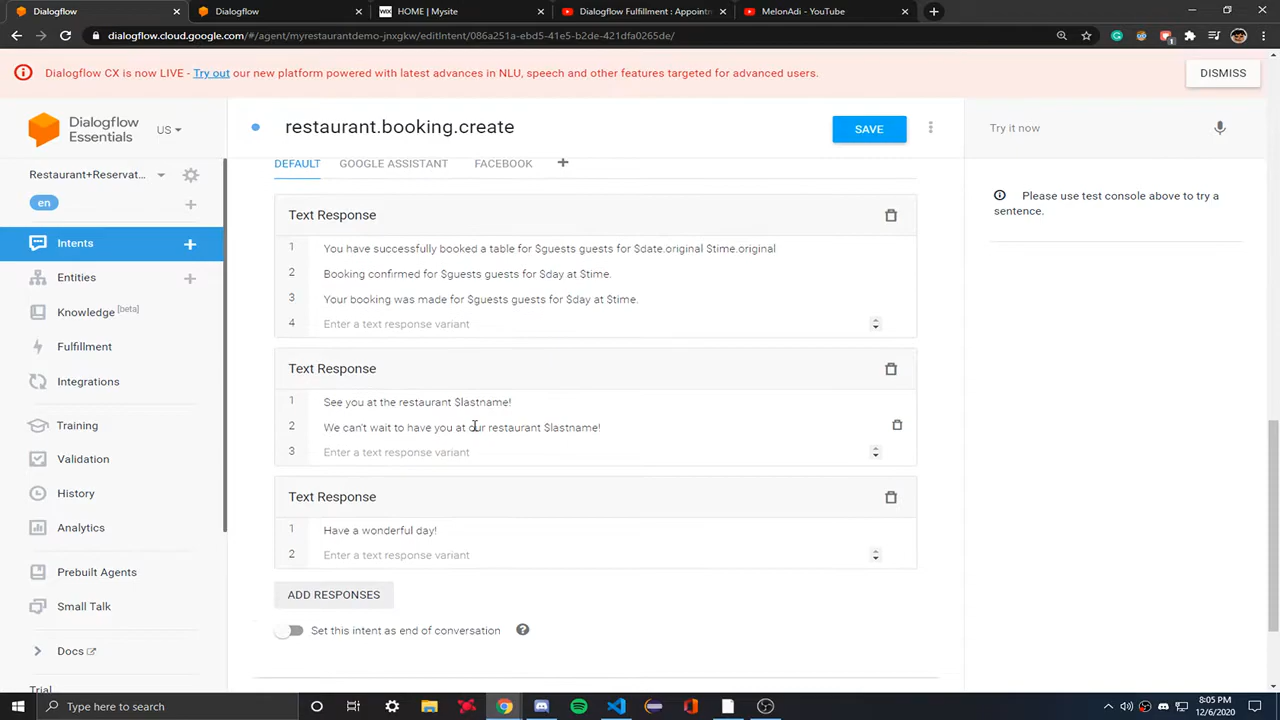 Dialogflow
Dialogflow
HOME | Mysite
Dialogflow Fulfillment : Appointm
MelonAdi - YouTube
dialogflow.cloud.google.com/#/agent/myrestaurantdemo-jnxgkw/editIntent/086a251a-ebd5-41e5-b2de-421dfa0265de/
Dialogflow CX is now LIVE - Try out our new platform powered with latest advances in NLU, speech and other features targeted for advanced users.
DISMISS
Dialogflow
Essentials
US
restaurant.booking.create
SAVE
Try it now
Restaurant+Reservat...
en
Intents
Entities
Knowledge [beta]
Fulfillment
Integrations
Training
Validation
History
Analytics
Prebuilt Agents
Small Talk
Docs
Trial
DEFAULT
GOOGLE ASSISTANT
FACEBOOK
Text Response
1 You have successfully booked a table for $guests guests for $date.original $time.original
2 Booking confirmed for $guests guests for $day at $time.
3 Your booking was made for $guests guests for $day at $time.
4 Enter a text response variant
Text Response
1 See you at the restaurant $lastname!
2 We can't wait to have you at our restaurant $lastname!
3 Enter a text response variant
Text Response
1 Have a wonderful day!
2 Enter a text response variant
ADD RESPONSES
Set this intent as end of conversation
Please use test console above to try a
sentence.
Type here to search
8:05 PM
12/6/2020